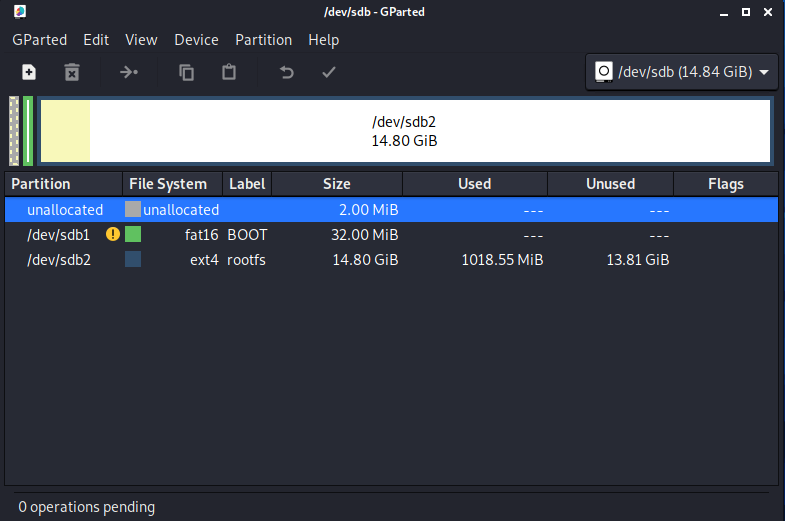 /dev/sdb - GParted
GParted Edit View Device Partition Help
/dev/sdb (14.84 GiB)
/dev/sdb2
14.80 GiB
Partition File System Label Size Used Unused Flags
unallocated unallocated 2.00 MiB --- ---
/dev/sdb1 fat16 BOOT 32.00 MiB --- ---
/dev/sdb2 ext4 rootfs 14.80 GiB 1018.55 MiB 13.81 GiB
0 operations pending